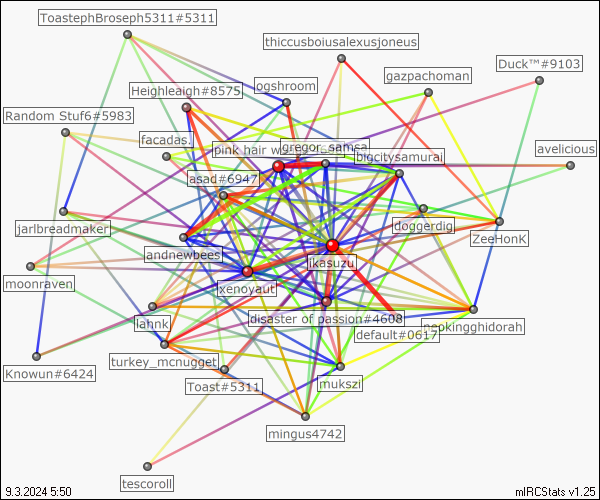 ToastephBroseph5311#5311
thiccusboiusalexusjoneus
Duck™#9103
gazpachoman
Heighleigh#8575
ogshroom
Random Stuf6#5983
facadas.
gregor_samsa
pink hair w
bigcitysamurai
avelicious
asad#6947
jarlbreadmaker
doggerdig
ZeeHonK
andnewbees
jikasuzu
moonraven
xenoyaut
disaster of passion#4608
lahnk
neokingghidorah
default#0617
turkey_mcnugget
Knowun#6424
Toast#5311
mukszi
mingus4742
tescoroll
9.3.2024 5:50
mIRCStats v1.25